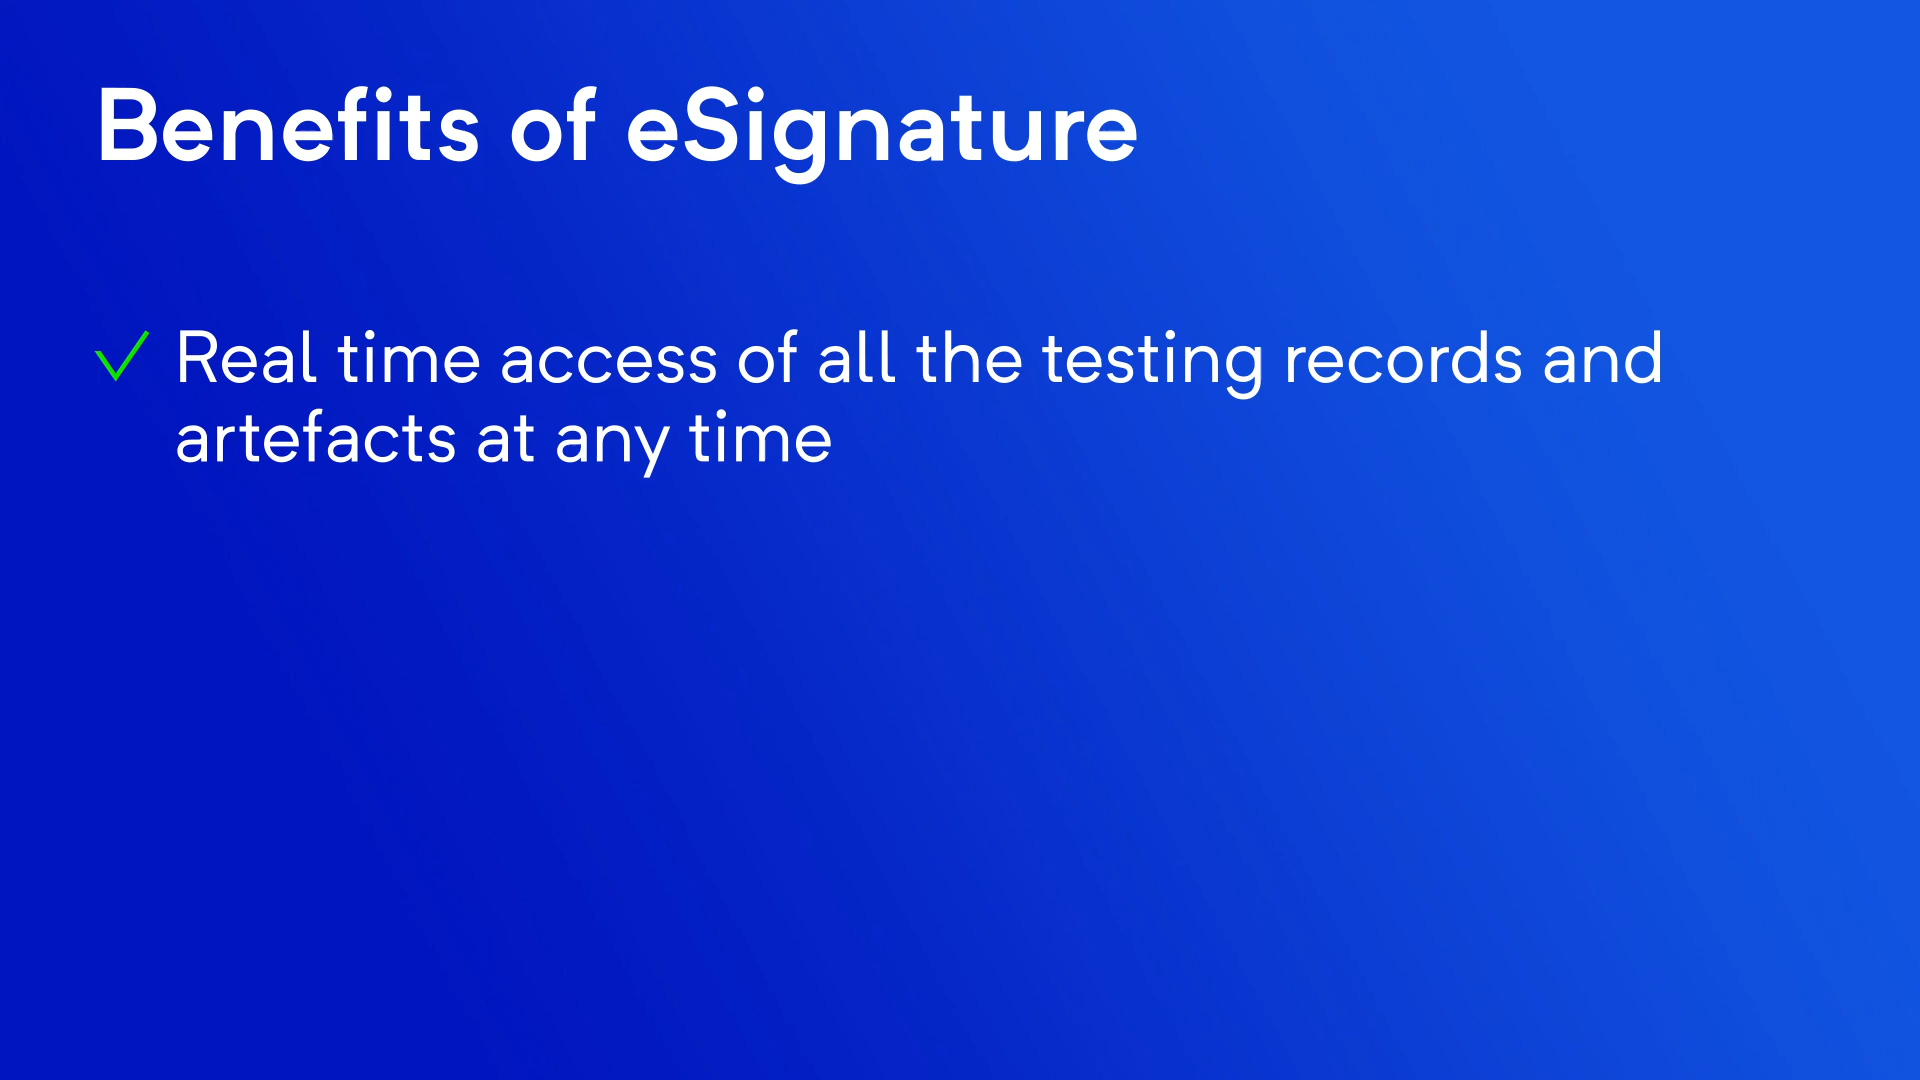 Benefits of eSignature
Real time access of all the testing records and
artefacts at any time